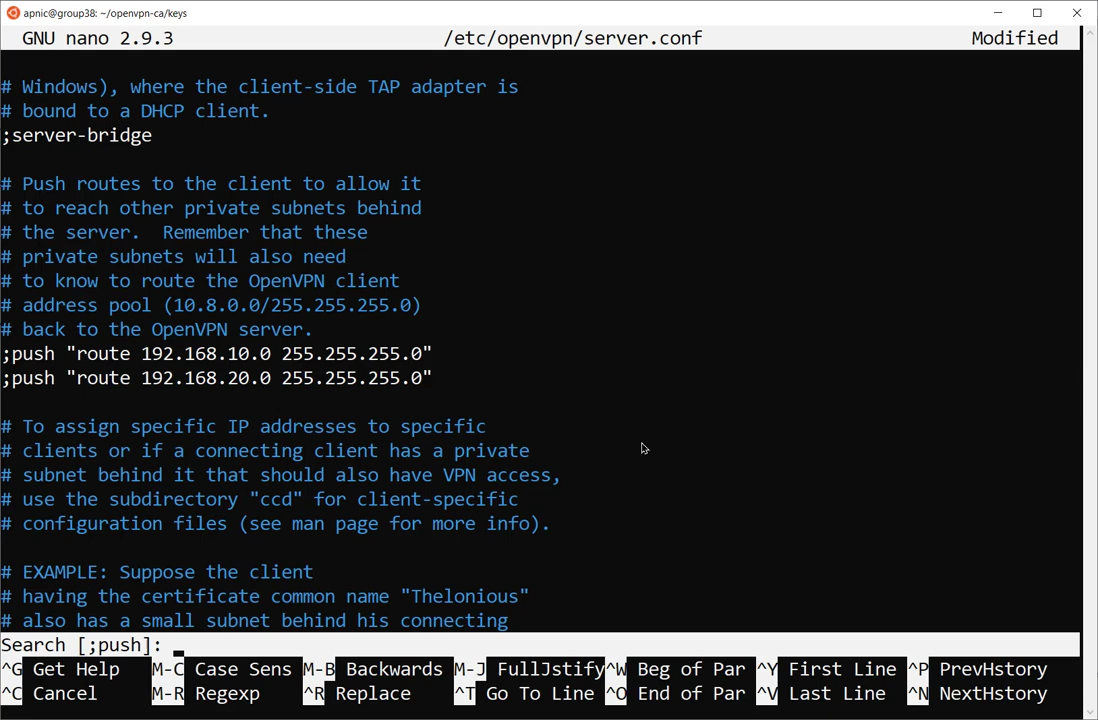 apnic@group38: ~/openvpn-ca/keys
GNU nano 2.9.3 /etc/openvpn/server.conf Modified
# Windows), where the client-side TAP adapter is
# bound to a DHCP client.
;server-bridge
# Push routes to the client to allow it
# to reach other private subnets behind
# the server.  Remember that these
# private subnets will also need
# to know to route the OpenVPN client
# address pool (10.8.0.0/255.255.255.0)
# back to the OpenVPN server.
;push "route 192.168.10.0 255.255.255.0"
;push "route 192.168.20.0 255.255.255.0"
# To assign specific IP addresses to specific
# clients or if a connecting client has a private
# subnet behind it that should also have VPN access,
# use the subdirectory "ccd" for client-specific
# configuration files (see man page for more info).
# EXAMPLE: Suppose the client
# having the certificate common name "Thelonious"
# also has a small subnet behind his connecting
Search [;push]:
^G Get Help M-C Case Sens M-B Backwards M-J FullJstify ^W Beg of Par ^Y First Line ^P PrevHstory
^C Cancel M-R Regexp ^R Replace ^T Go To Line ^O End of Par ^V Last Line ^N NextHstory